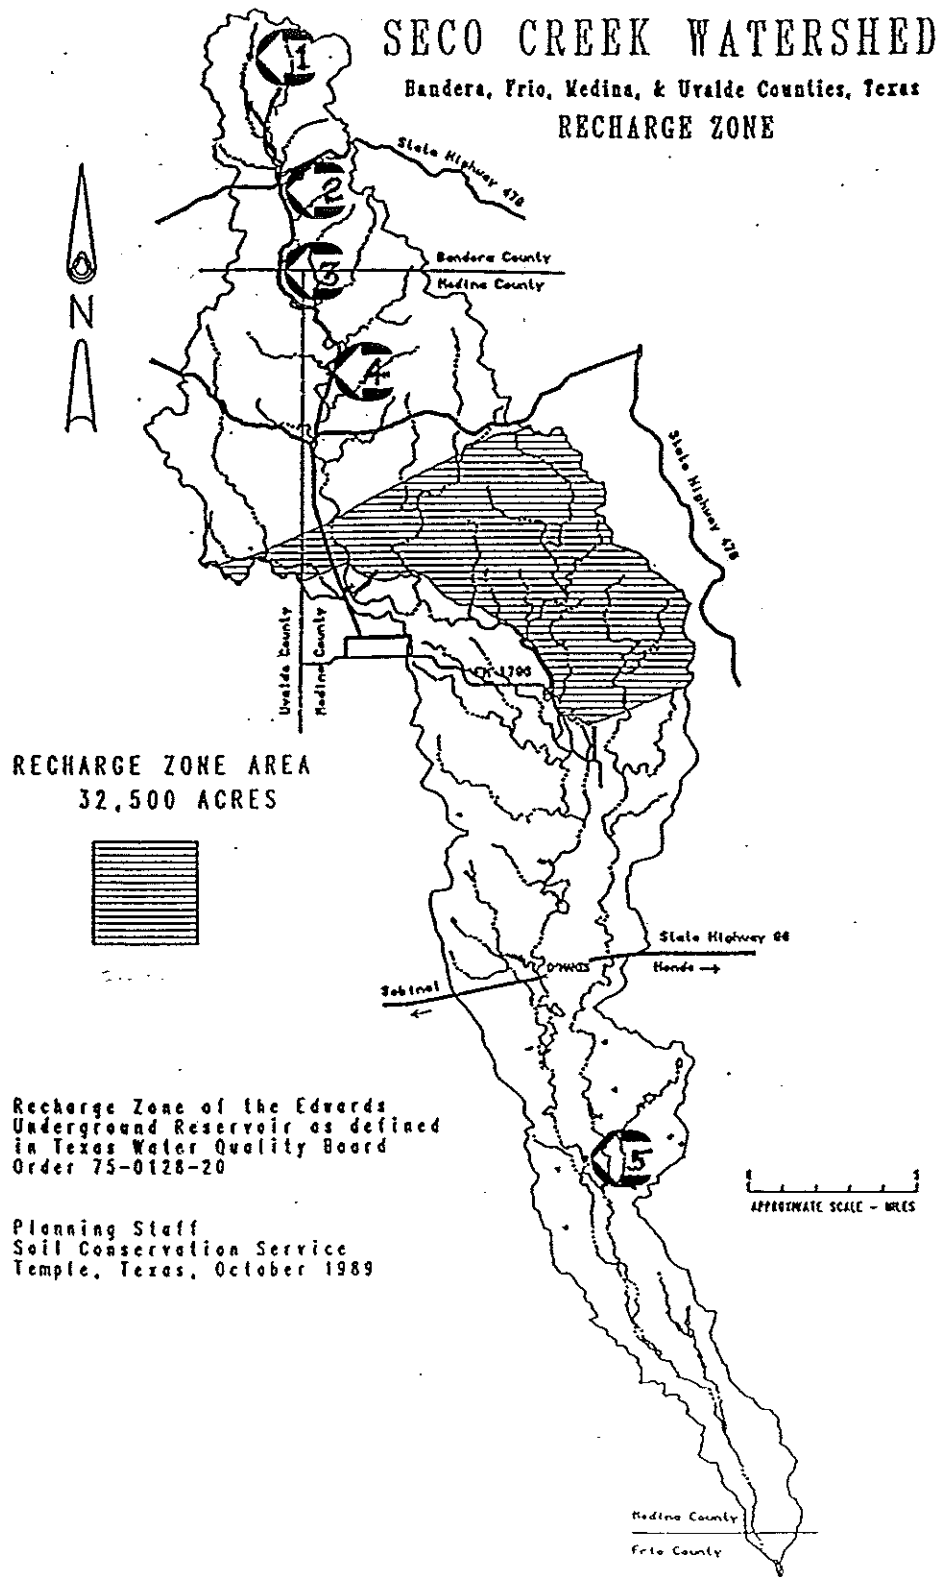 SECO CREEK WATERSHED
Bandera, Frio, Medina, & Uvalde Counties, Texas
RECHARGE ZONE
1
State Highway 470
2
N
3
Bandera County
Medina County
4
State Highway 478
Uvalde County
Medina County
FM 1796
RECHARGE ZONE AREA
32,500 ACRES
State Highway 90
D'HANIS
Hondo →
Sabinal
←
Recharge Zone of the Edwards
Underground Reservoir as defined
in Texas Water Quality Board
Order 75-0128-20
5
APPROXIMATE SCALE - MILES
Planning Staff
Soil Conservation Service
Temple, Texas, October 1989
Medina County
Frio County